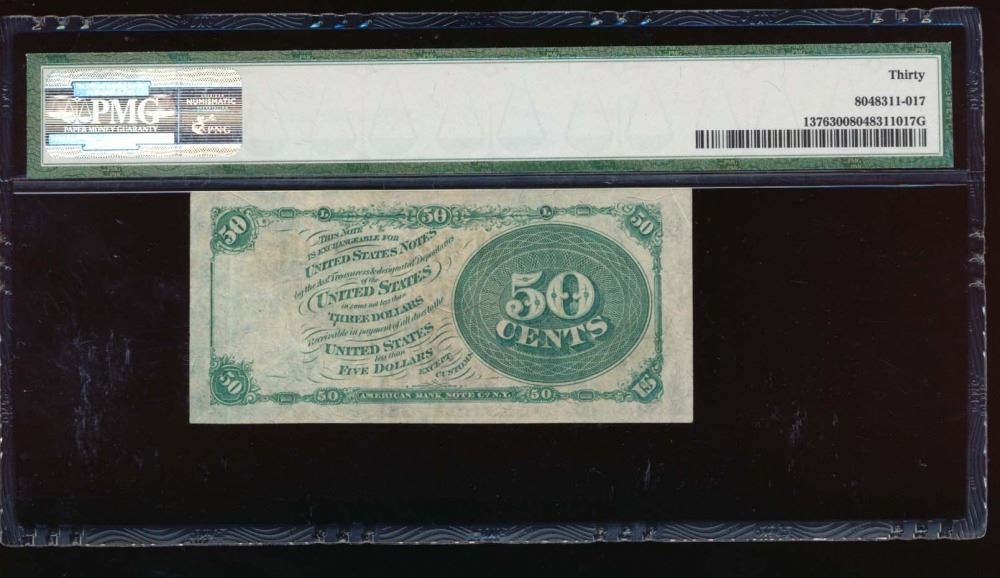 Thirty
8048311-017
13763008048311017G
PMG
PAPER MONEY GUARANTY
NUMISMATIC
PNG
50
50
50
THIS NOTE
IS EXCHANGEABLE FOR
UNITED STATES NOTES
by the Asst. Treasurers & designated Depositaries
of the
UNITED STATES
in sums not less than
THREE DOLLARS
Receivable in payment of all dues to the
UNITED STATES
less than
FIVE DOLLARS
EXCEPT
CUSTOMS
50
CENTS
50
50
AMERICAN BANK NOTE CO. N.Y.
50